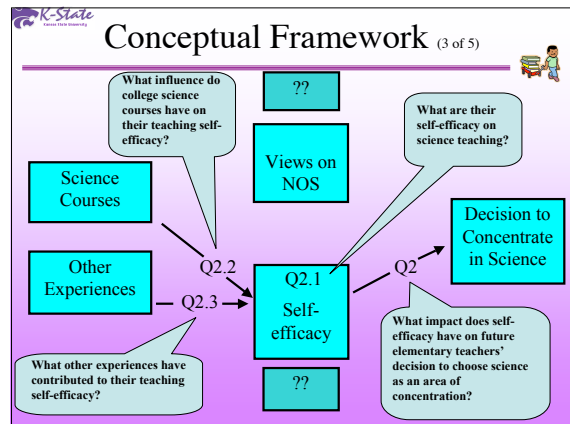 K-State
Kansas State University
Conceptual Framework (3 of 5)
What influence do
college science
courses have on
their teaching self-
efficacy?
??
What are their
self-efficacy on
science teaching?
Views on
NOS
Science
Courses
Decision to
Concentrate
in Science
Q2.2
Other
Experiences
Q2.1
Self-
efficacy
Q2
Q2.3
What impact does self-
efficacy have on future
elementary teachers’
decision to choose science
as an area of
concentration?
What other experiences have
contributed to their teaching
self-efficacy?
??